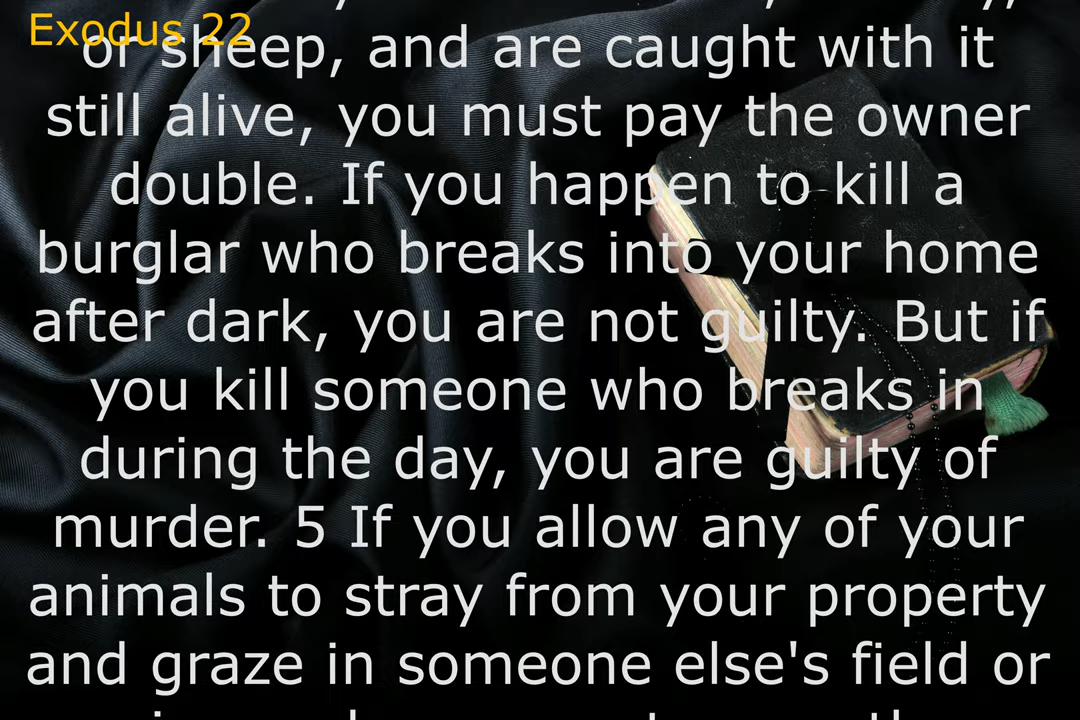 Exodus 22
or sheep, and are caught with it
still alive, you must pay the owner
double. If you happen to kill a
burglar who breaks into your home
after dark, you are not guilty. But if
you kill someone who breaks in
during the day, you are guilty of
murder. 5 If you allow any of your
animals to stray from your property
and graze in someone else's field or